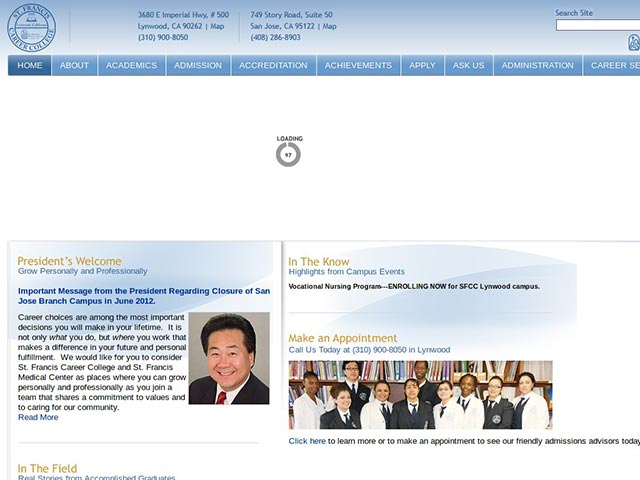 ST. FRANCIS
CAREER COLLEGE
3680 E Imperial Hwy, # 500
Lynwood, CA 90262 | Map
(310) 900-8050
749 Story Road, Suite 50
San Jose, CA 95122 | Map
(408) 286-8903
Search Site
HOME
ABOUT
ACADEMICS
ADMISSION
ACCREDITATION
ACHIEVEMENTS
APPLY
ASK US
ADMINISTRATION
CAREER SE
LOADING
97
President's Welcome
Grow Personally and Professionally
Important Message from the President Regarding Closure of San
Jose Branch Campus in June 2012.
Career choices are among the most important
decisions you will make in your lifetime. It is
not only what you do, but where you work that
makes a difference in your future and personal
fulfillment. We would like for you to consider
St. Francis Career College and St. Francis
Medical Center as places where you can grow
personally and professionally as you join a
team that shares a commitment to values and
to caring for our community.
Read More
In The Field
Real Stories from Accomplished Graduates
In The Know
Highlights from Campus Events
Vocational Nursing Program---ENROLLING NOW for SFCC Lynwood campus.
Make an Appointment
Call Us Today at (310) 900-8050 in Lynwood
Click here to learn more or to make an appointment to see our friendly admissions advisors today